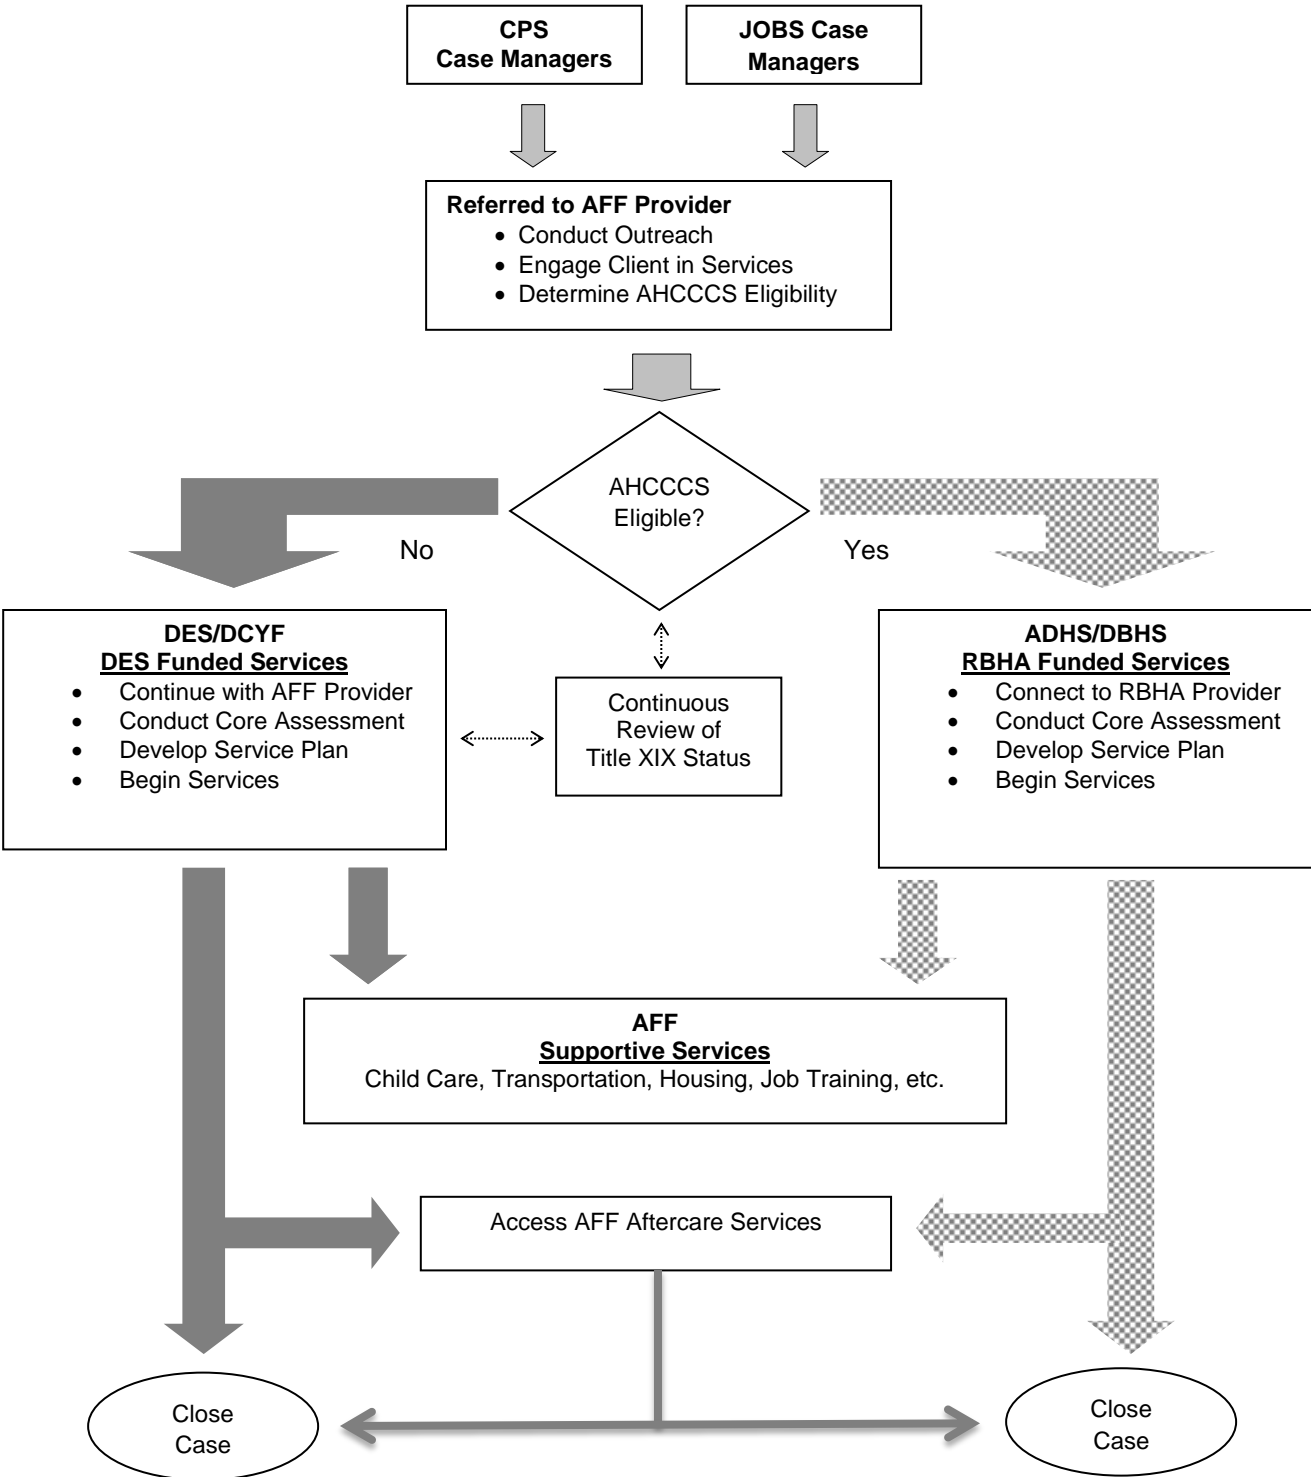 CPS
Case Managers
JOBS Case
Managers
Referred to AFF Provider
• Conduct Outreach
• Engage Client in Services
• Determine AHCCCS Eligibility
AHCCCS
Eligible?
No
Yes
DES/DCYF
DES Funded Services
• Continue with AFF Provider
• Conduct Core Assessment
• Develop Service Plan
• Begin Services
Continuous
Review of
Title XIX Status
ADHS/DBHS
RBHA Funded Services
• Connect to RBHA Provider
• Conduct Core Assessment
• Develop Service Plan
• Begin Services
AFF
Supportive Services
Child Care, Transportation, Housing, Job Training, etc.
Access AFF Aftercare Services
Close
Case
Close
Case